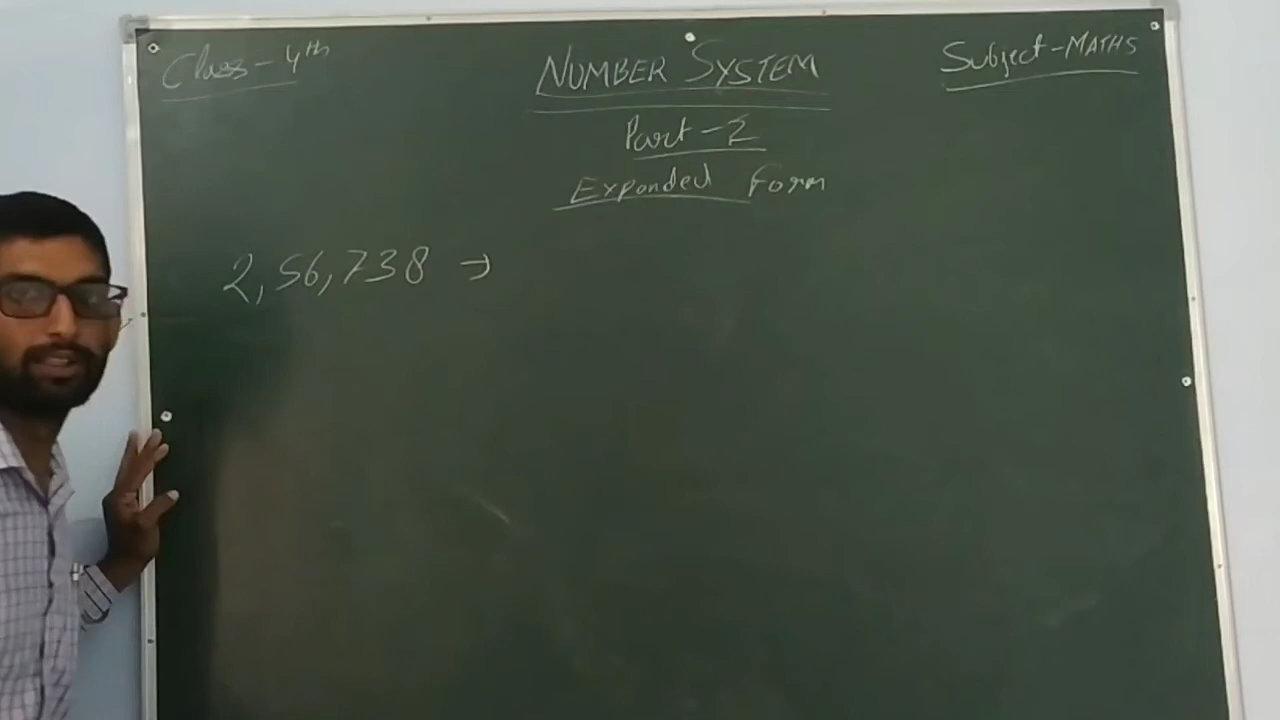 Class - 4th
NUMBER SYSTEM
Subject - MATHS
Part - 2
Expanded Form
2,56,738 →